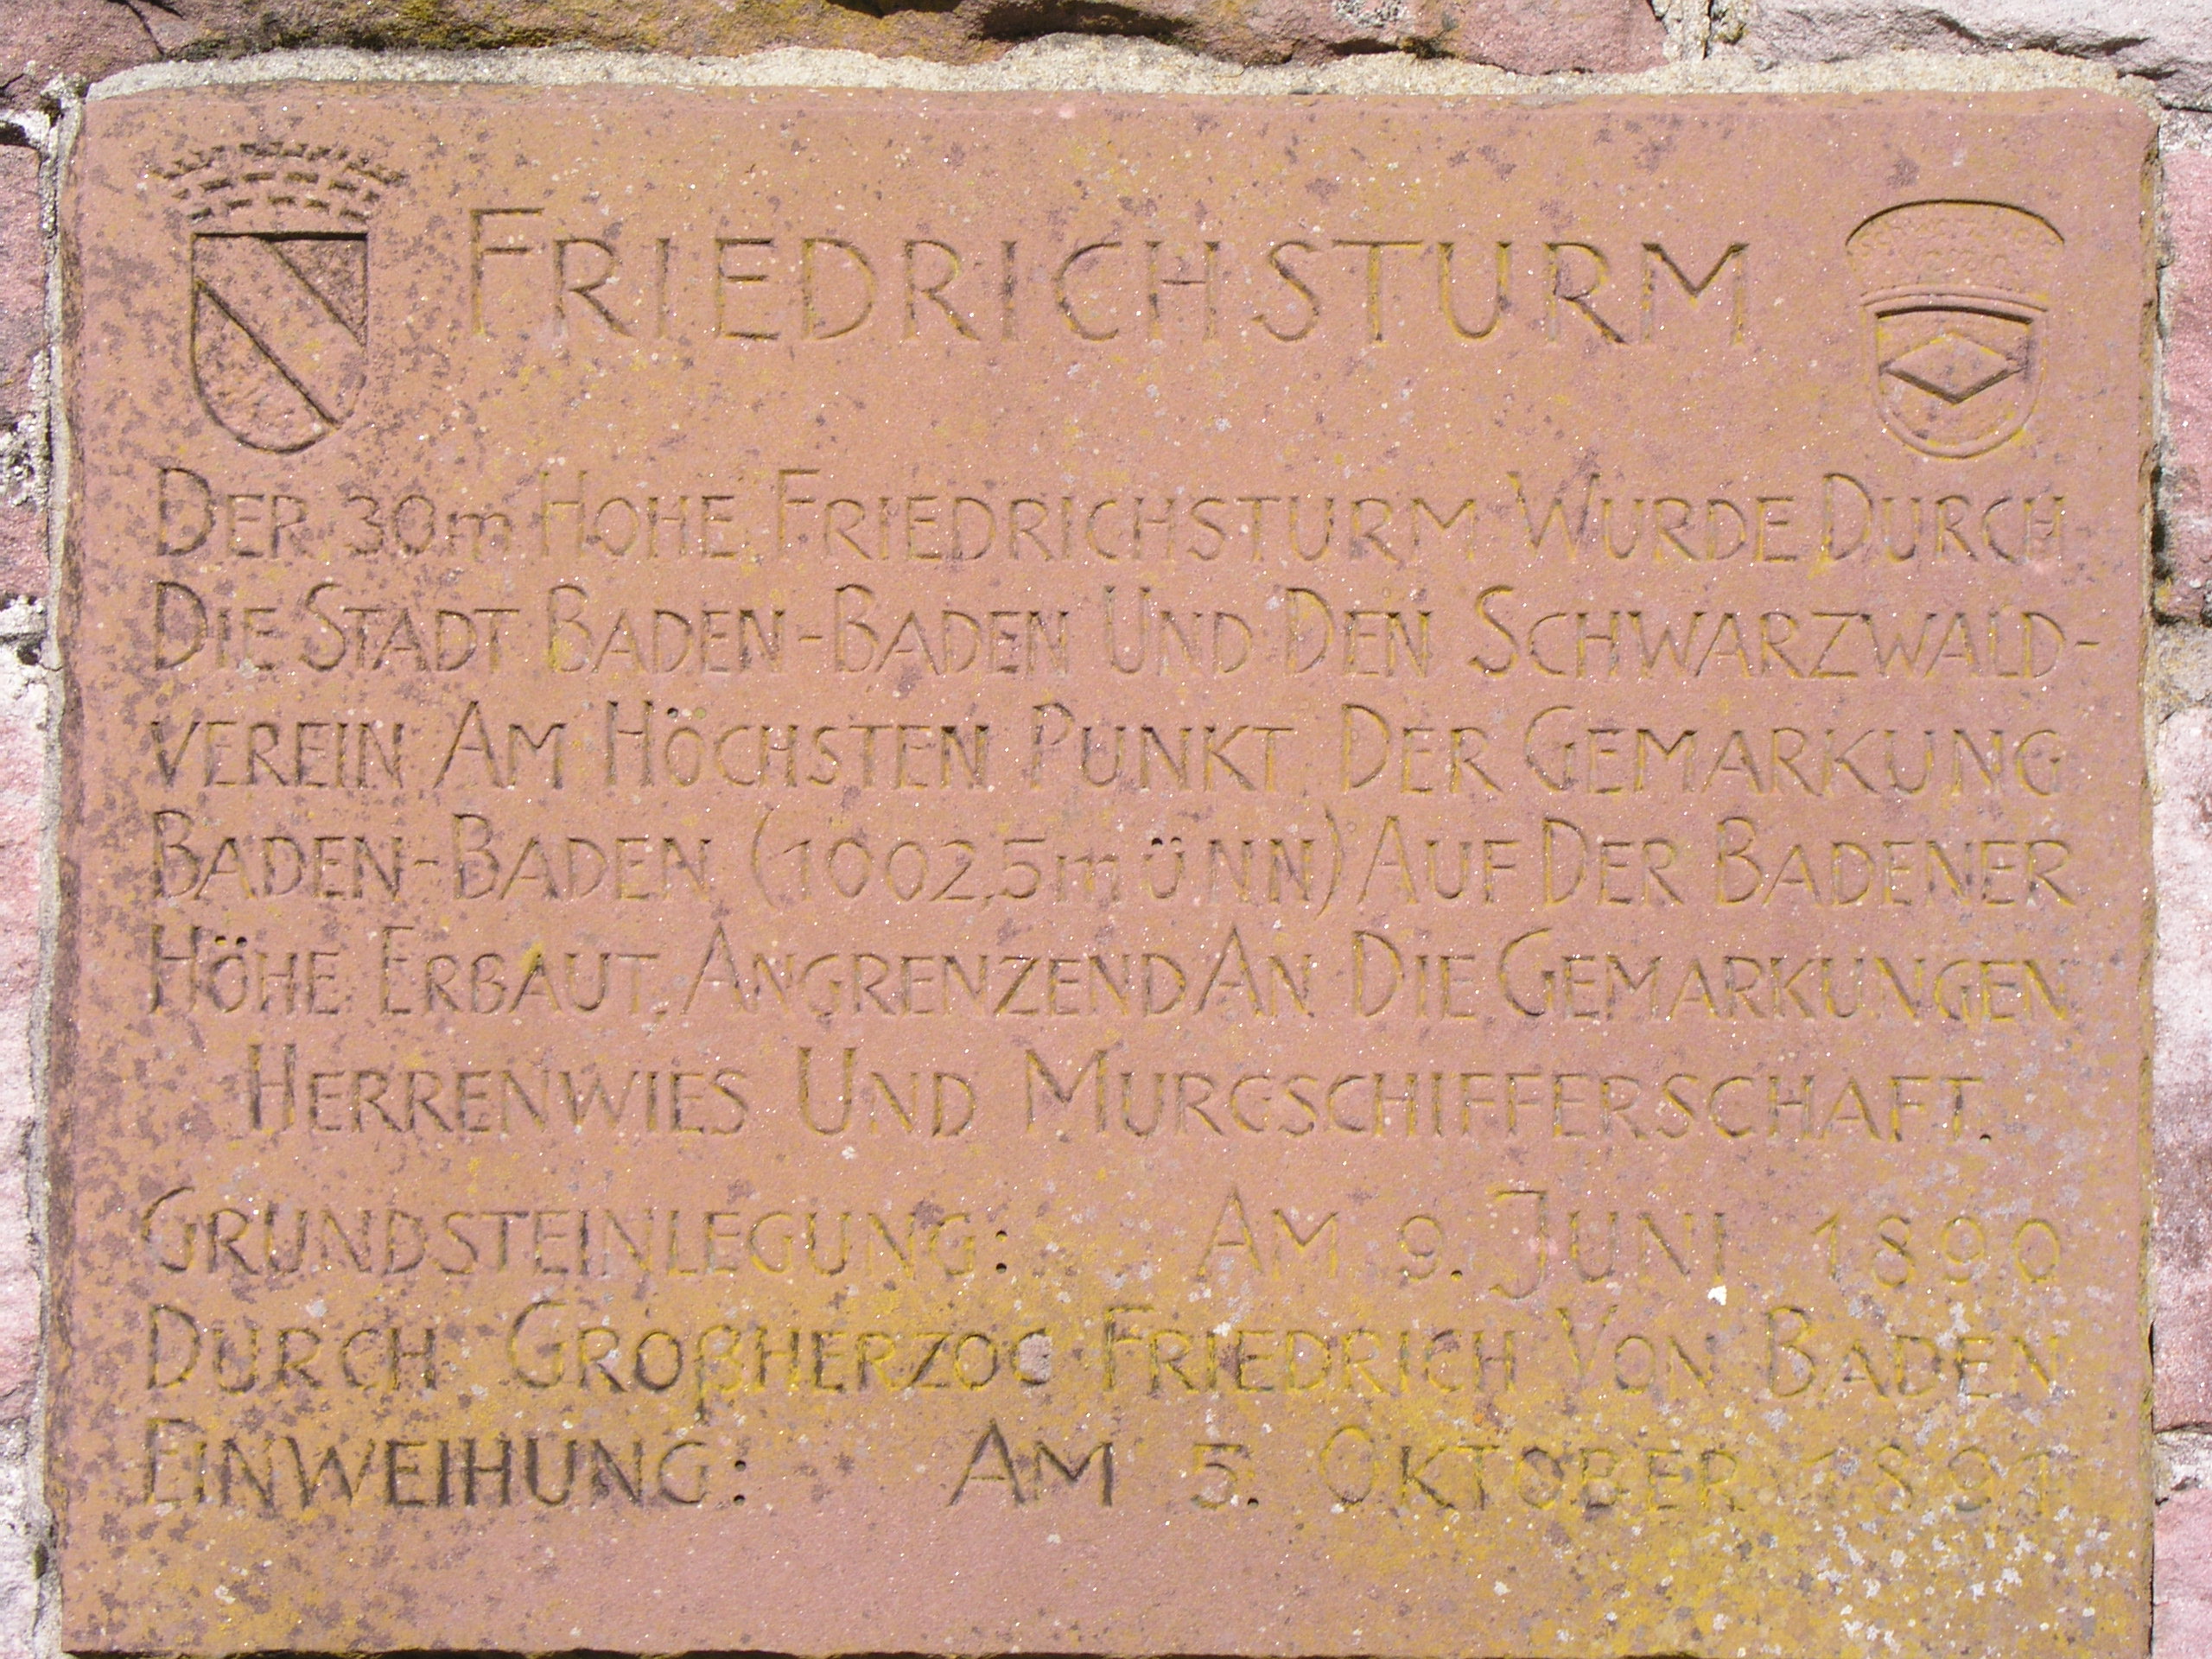 FRIEDRICHSTURM
DER 30m HOHE FRIEDRICHSTURM WURDE DURCH
DIE STADT BADEN-BADEN UND DEN SCHWARZWALD-
VEREIN AM HÖCHSTEN PUNKT DER GEMARKUNG
BADEN-BADEN (1002,5m ü NN) AUF DER BADENER
HÖHE ERBAUT. ANGRENZEND AN DIE GEMARKUNGEN
HERRENWIES UND MURGSCHIFFERSCHAFT.
GRUNDSTEINLEGUNG: AM 9. JUNI 1890
DURCH GROßHERZOG FRIEDRICH VON BADEN
EINWEIHUNG: AM 5. OKTOBER 1891